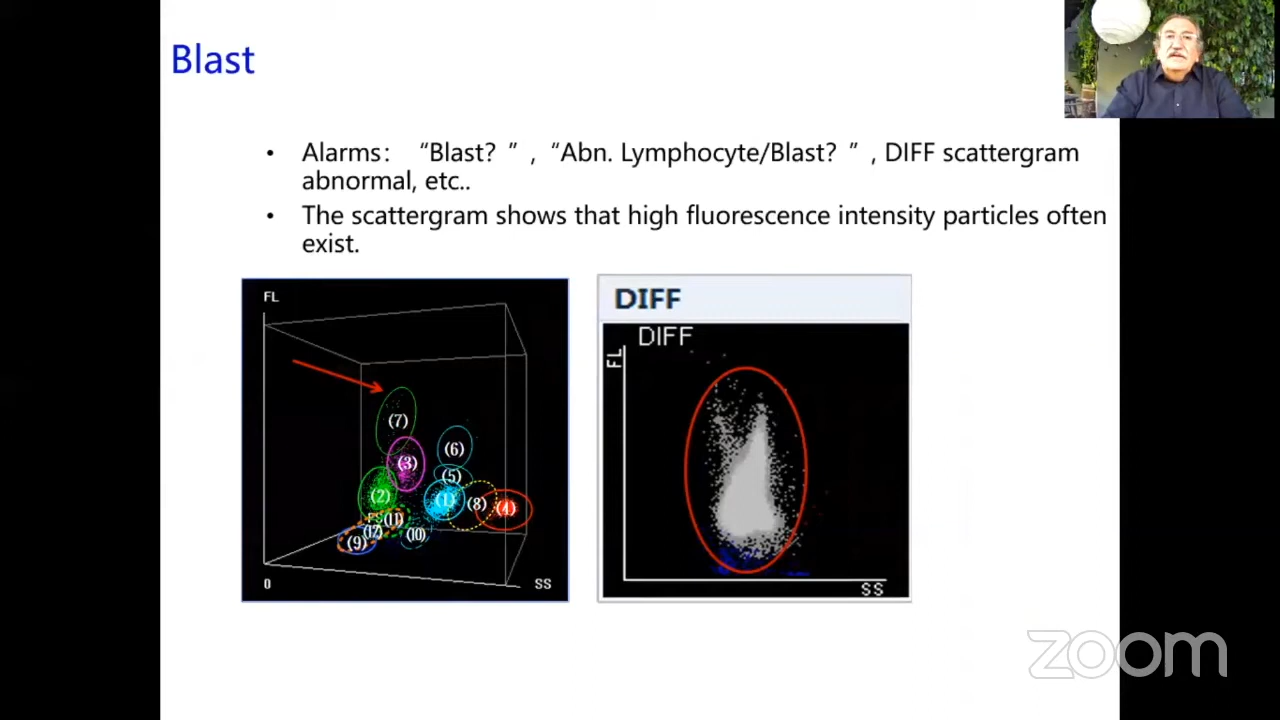 Blast
• Alarms: “Blast? ”, “Abn. Lymphocyte/Blast? ”, DIFF scattergram
abnormal, etc..
• The scattergram shows that high fluorescence intensity particles often
exist.
FL
(7)
(3)
(6)
(5)
(2)
(1)
(8)
(4)
(11)
(12)
(10)
(9)
0
SS
DIFF
DIFF
FL
SS
zoom